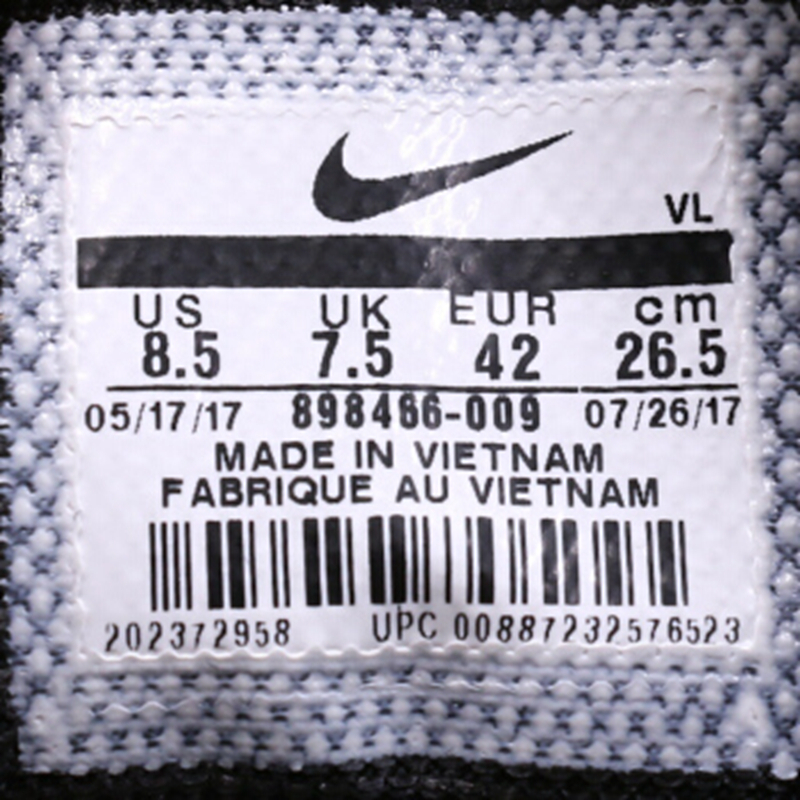 VL
US UK EUR cm
8.5 7.5 42 26.5
05/17/17 898466-009 07/26/17
MADE IN VIETNAM
FABRIQUE AU VIETNAM
202372958 UPC 00887232576523